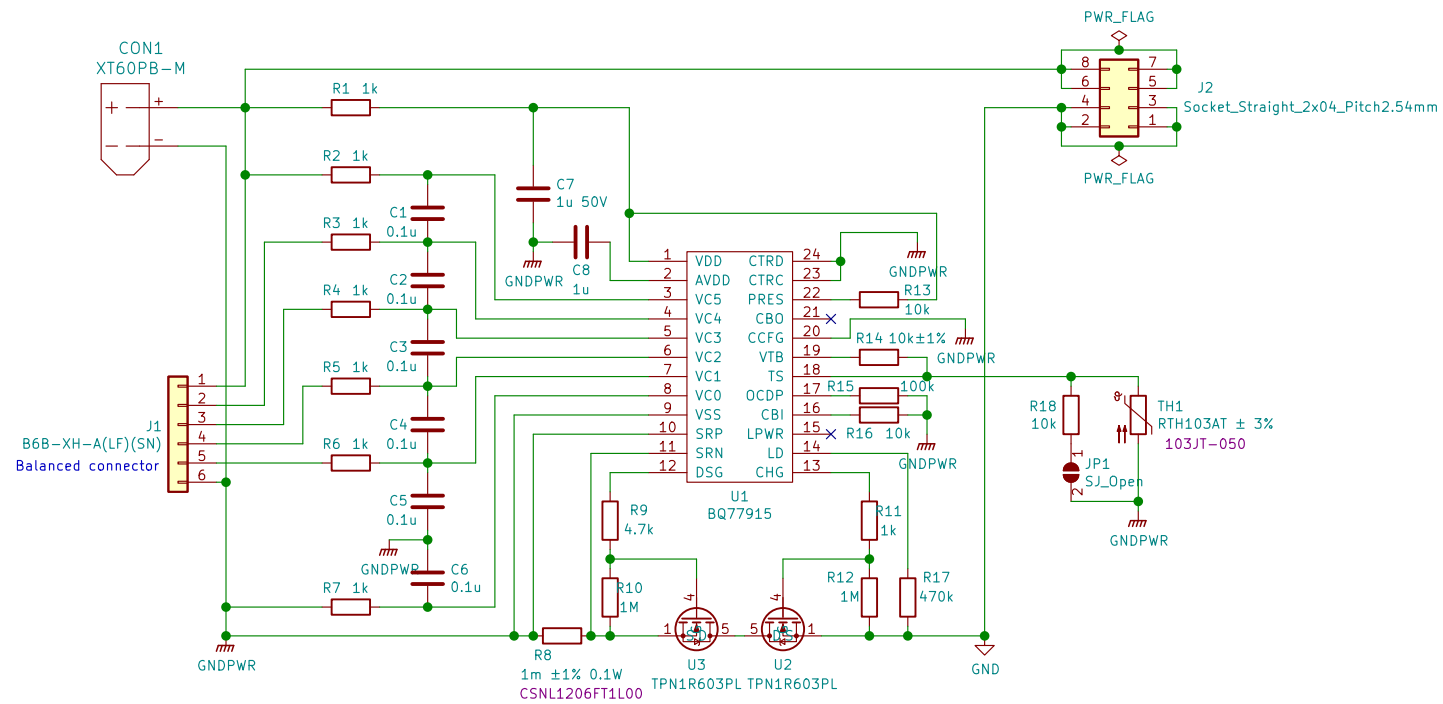 PWR_FLAG
CON1
XT60PB-M
+
+
−
−
8
7
6
5
4
3
2
1
J2
Socket_Straight_2x04_Pitch2.54mm
PWR_FLAG
R1 1k
R2 1k
C7
1u 50V
C1
0.1u
R3 1k
GNDPWR
C8
1u
C2
0.1u
R4 1k
C3
0.1u
R5 1k
C4
0.1u
R6 1k
C5
0.1u
GNDPWR
C6
0.1u
R7 1k
1
2
3
4
5
6
J1
B6B-XH-A(LF)(SN)
Balanced connector
GNDPWR
1 VDD CTRD 24
2 AVDD CTRC 23
3 VC5 PRES 22
4 VC4 CBO 21
5 VC3 CCFG 20
6 VC2 VTB 19
7 VC1 TS 18
8 VC0 OCDP 17
9 VSS CBI 16
10 SRP LPWR 15
11 SRN LD 14
12 DSG CHG 13
U1
BQ77915
GNDPWR
R13
10k
R14 10k±1%
GNDPWR
R15 100k
R16 10k
GNDPWR
R18
10k
JP1
SJ_Open
1
2
θ
TH1
RTH103AT ± 3%
103JT-050
GNDPWR
R9
4.7k
R10
1M
R11
1k
R12
1M
R17
470k
R8
1m ±1% 0.1W
CSNL1206FT1L00
4
1
5
U3
TPN1R603PL
4
5
1
U2
TPN1R603PL
GND